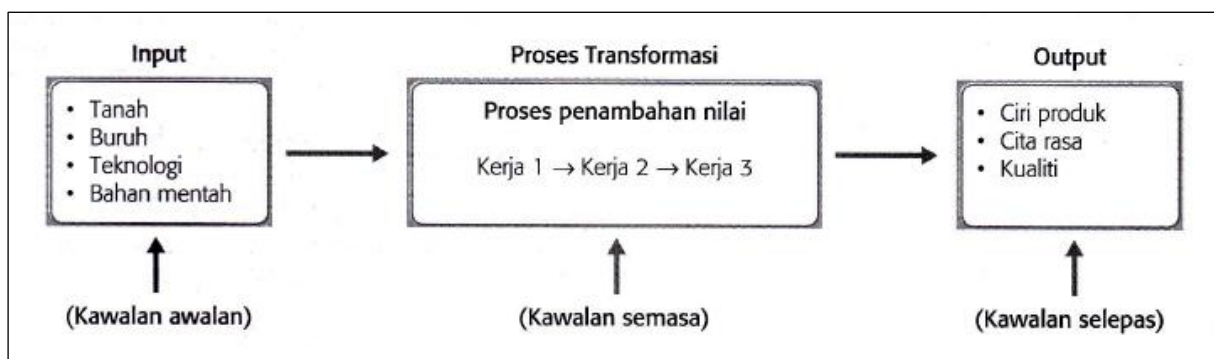 Input
• Tanah
• Buruh
• Teknologi
• Bahan mentah
(Kawalan awalan)
Proses Transformasi
Proses penambahan nilai
Kerja 1 → Kerja 2 → Kerja 3
(Kawalan semasa)
Output
• Ciri produk
• Cita rasa
• Kualiti
(Kawalan selepas)